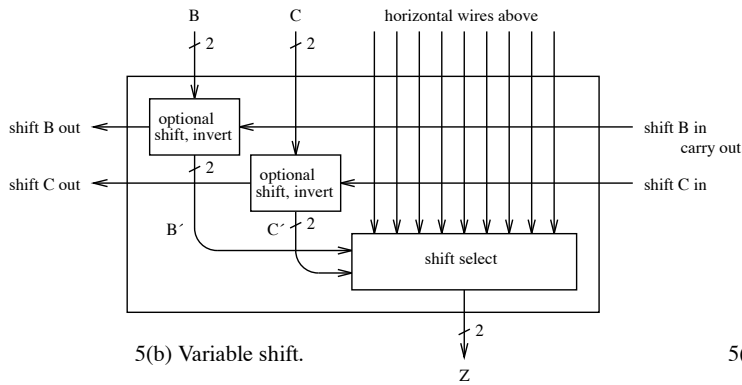 B
C
horizontal wires above
2
2
optional
shift, invert
shift B out
shift B in
carry out
optional
shift, invert
shift C out
shift C in
2
2
B´
C´
shift select
2
5(b) Variable shift.
5(
Z